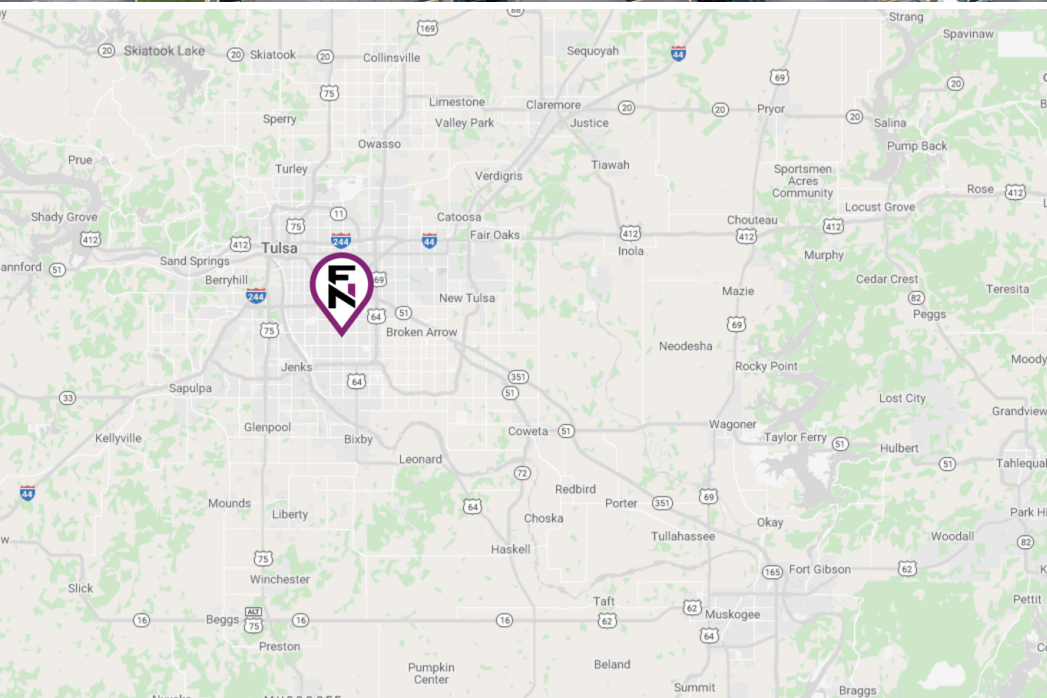 88
Strang
169
Spavinaw
20
Skiatook Lake
20
Skiatook
20
Collinsville
Sequoyah
44
69
20
75
Limestone
Claremore
20
20
Pryor
Sperry
Valley Park
Justice
20
Salina
Owasso
Pump Back
Prue
Turley
Verdigris
Tiawah
Sportsmen
Acres
Community
Rose
412
Shady Grove
11
Catoosa
Locust Grove
75
Chouteau
412
412
Tulsa
244
44
Fair Oaks
412
412
412
Inola
Murphy
annford
51
Sand Springs
Berryhill
69
Cedar Crest
FN
244
New Tulsa
Mazie
82
Teresita
51
64
Peggs
75
Broken Arrow
69
Neodesha
Moody
Jenks
Rocky Point
64
351
Sapulpa
51
33
Lost City
Grandview
Glenpool
Bixby
Coweta
51
Wagoner
Kellyville
Taylor Ferry
51
Hulbert
Leonard
51
Tahlequa
72
44
Redbird
Mounds
64
Porter
351
69
Liberty
Choska
Okay
Park Hi
Tullahassee
Woodall
w
82
Haskell
75
165
Fort Gibson
62
K
Winchester
Slick
Taft
Pettit
ALT
16
Beggs
75
16
16
62
62
Muskogee
64
Preston
Pumpkin
Center
Beland
Summit
Braggs